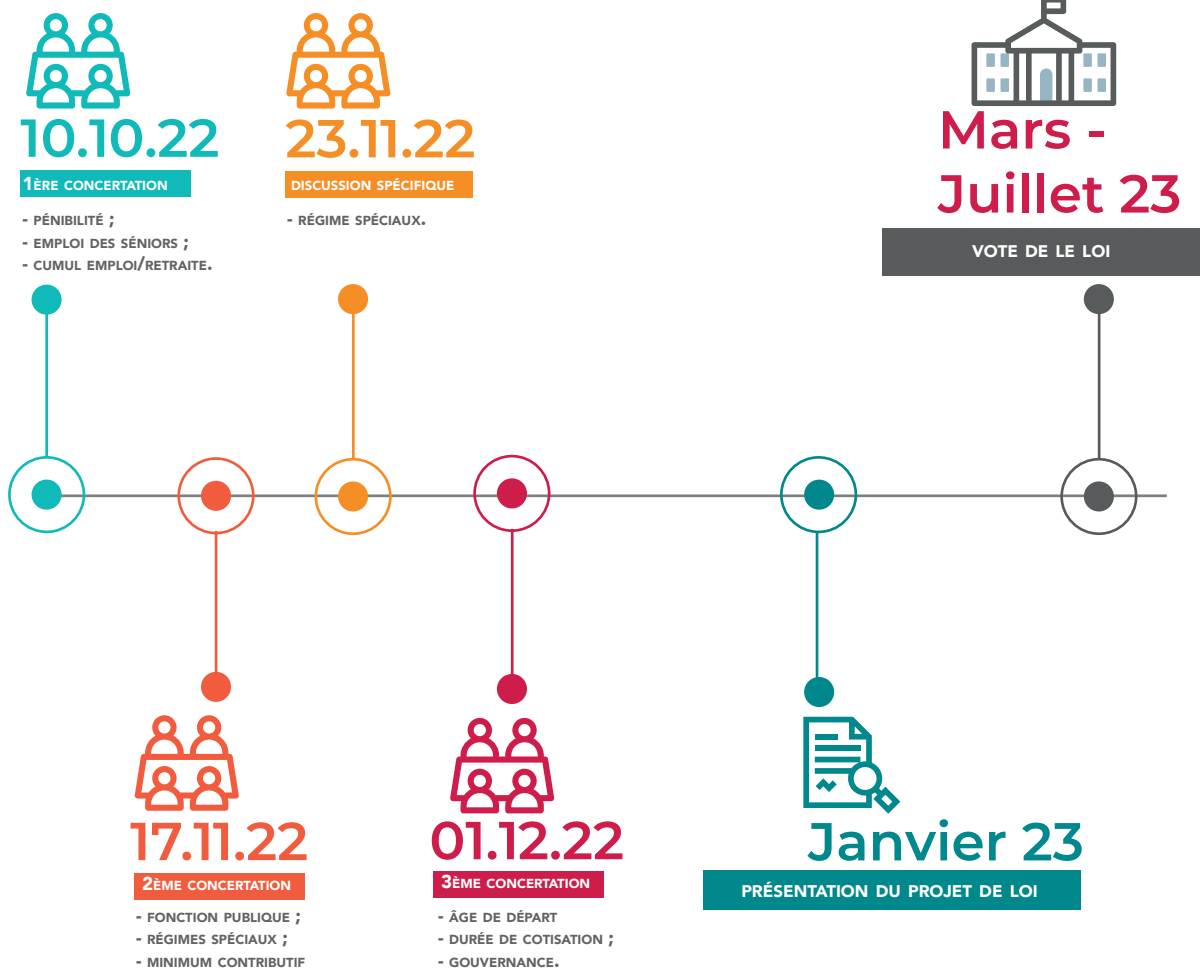 10.10.22
1ÈRE CONCERTATION
- PÉNIBILITÉ ;
- EMPLOI DES SÉNIORS ;
- CUMUL EMPLOI/RETRAITE.
23.11.22
DISCUSSION SPÉCIFIQUE
- RÉGIME SPÉCIAUX.
Mars -
Juillet 23
VOTE DE LE LOI
17.11.22
2ÈME CONCERTATION
- FONCTION PUBLIQUE ;
- RÉGIMES SPÉCIAUX ;
- MINIMUM CONTRIBUTIF
01.12.22
3ÈME CONCERTATION
- ÂGE DE DÉPART
- DURÉE DE COTISATION ;
- GOUVERNANCE.
Janvier 23
PRÉSENTATION DU PROJET DE LOI